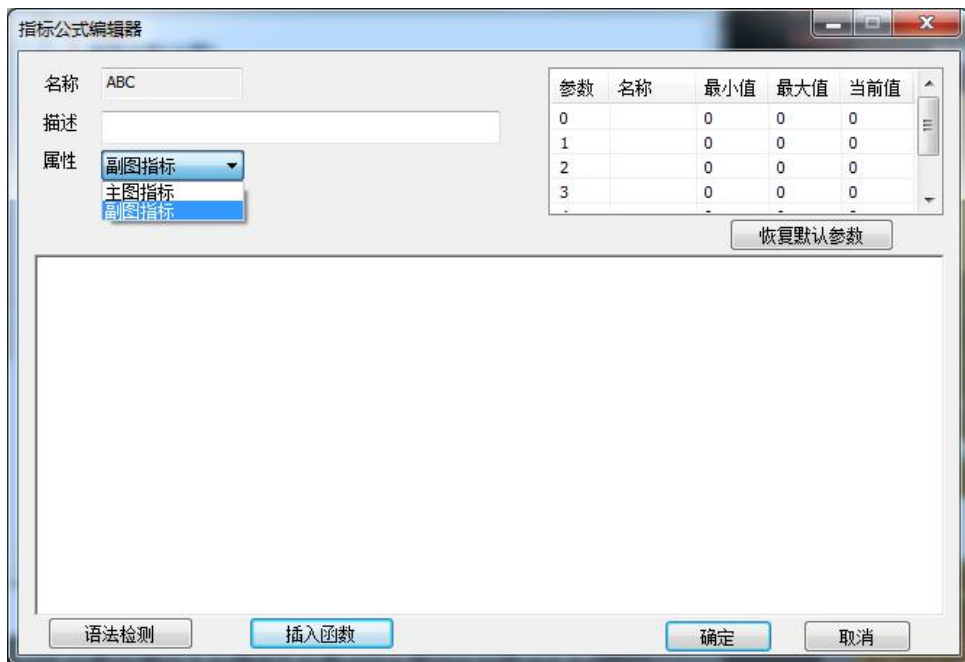 指标公式编辑器
名称 ABC
描述
属性 副图指标
主图指标
副图指标
参数 名称 最小值 最大值 当前值
0 0 0 0
1 0 0 0
2 0 0 0
3 0 0 0
恢复默认参数
语法检测 插入函数 确定 取消